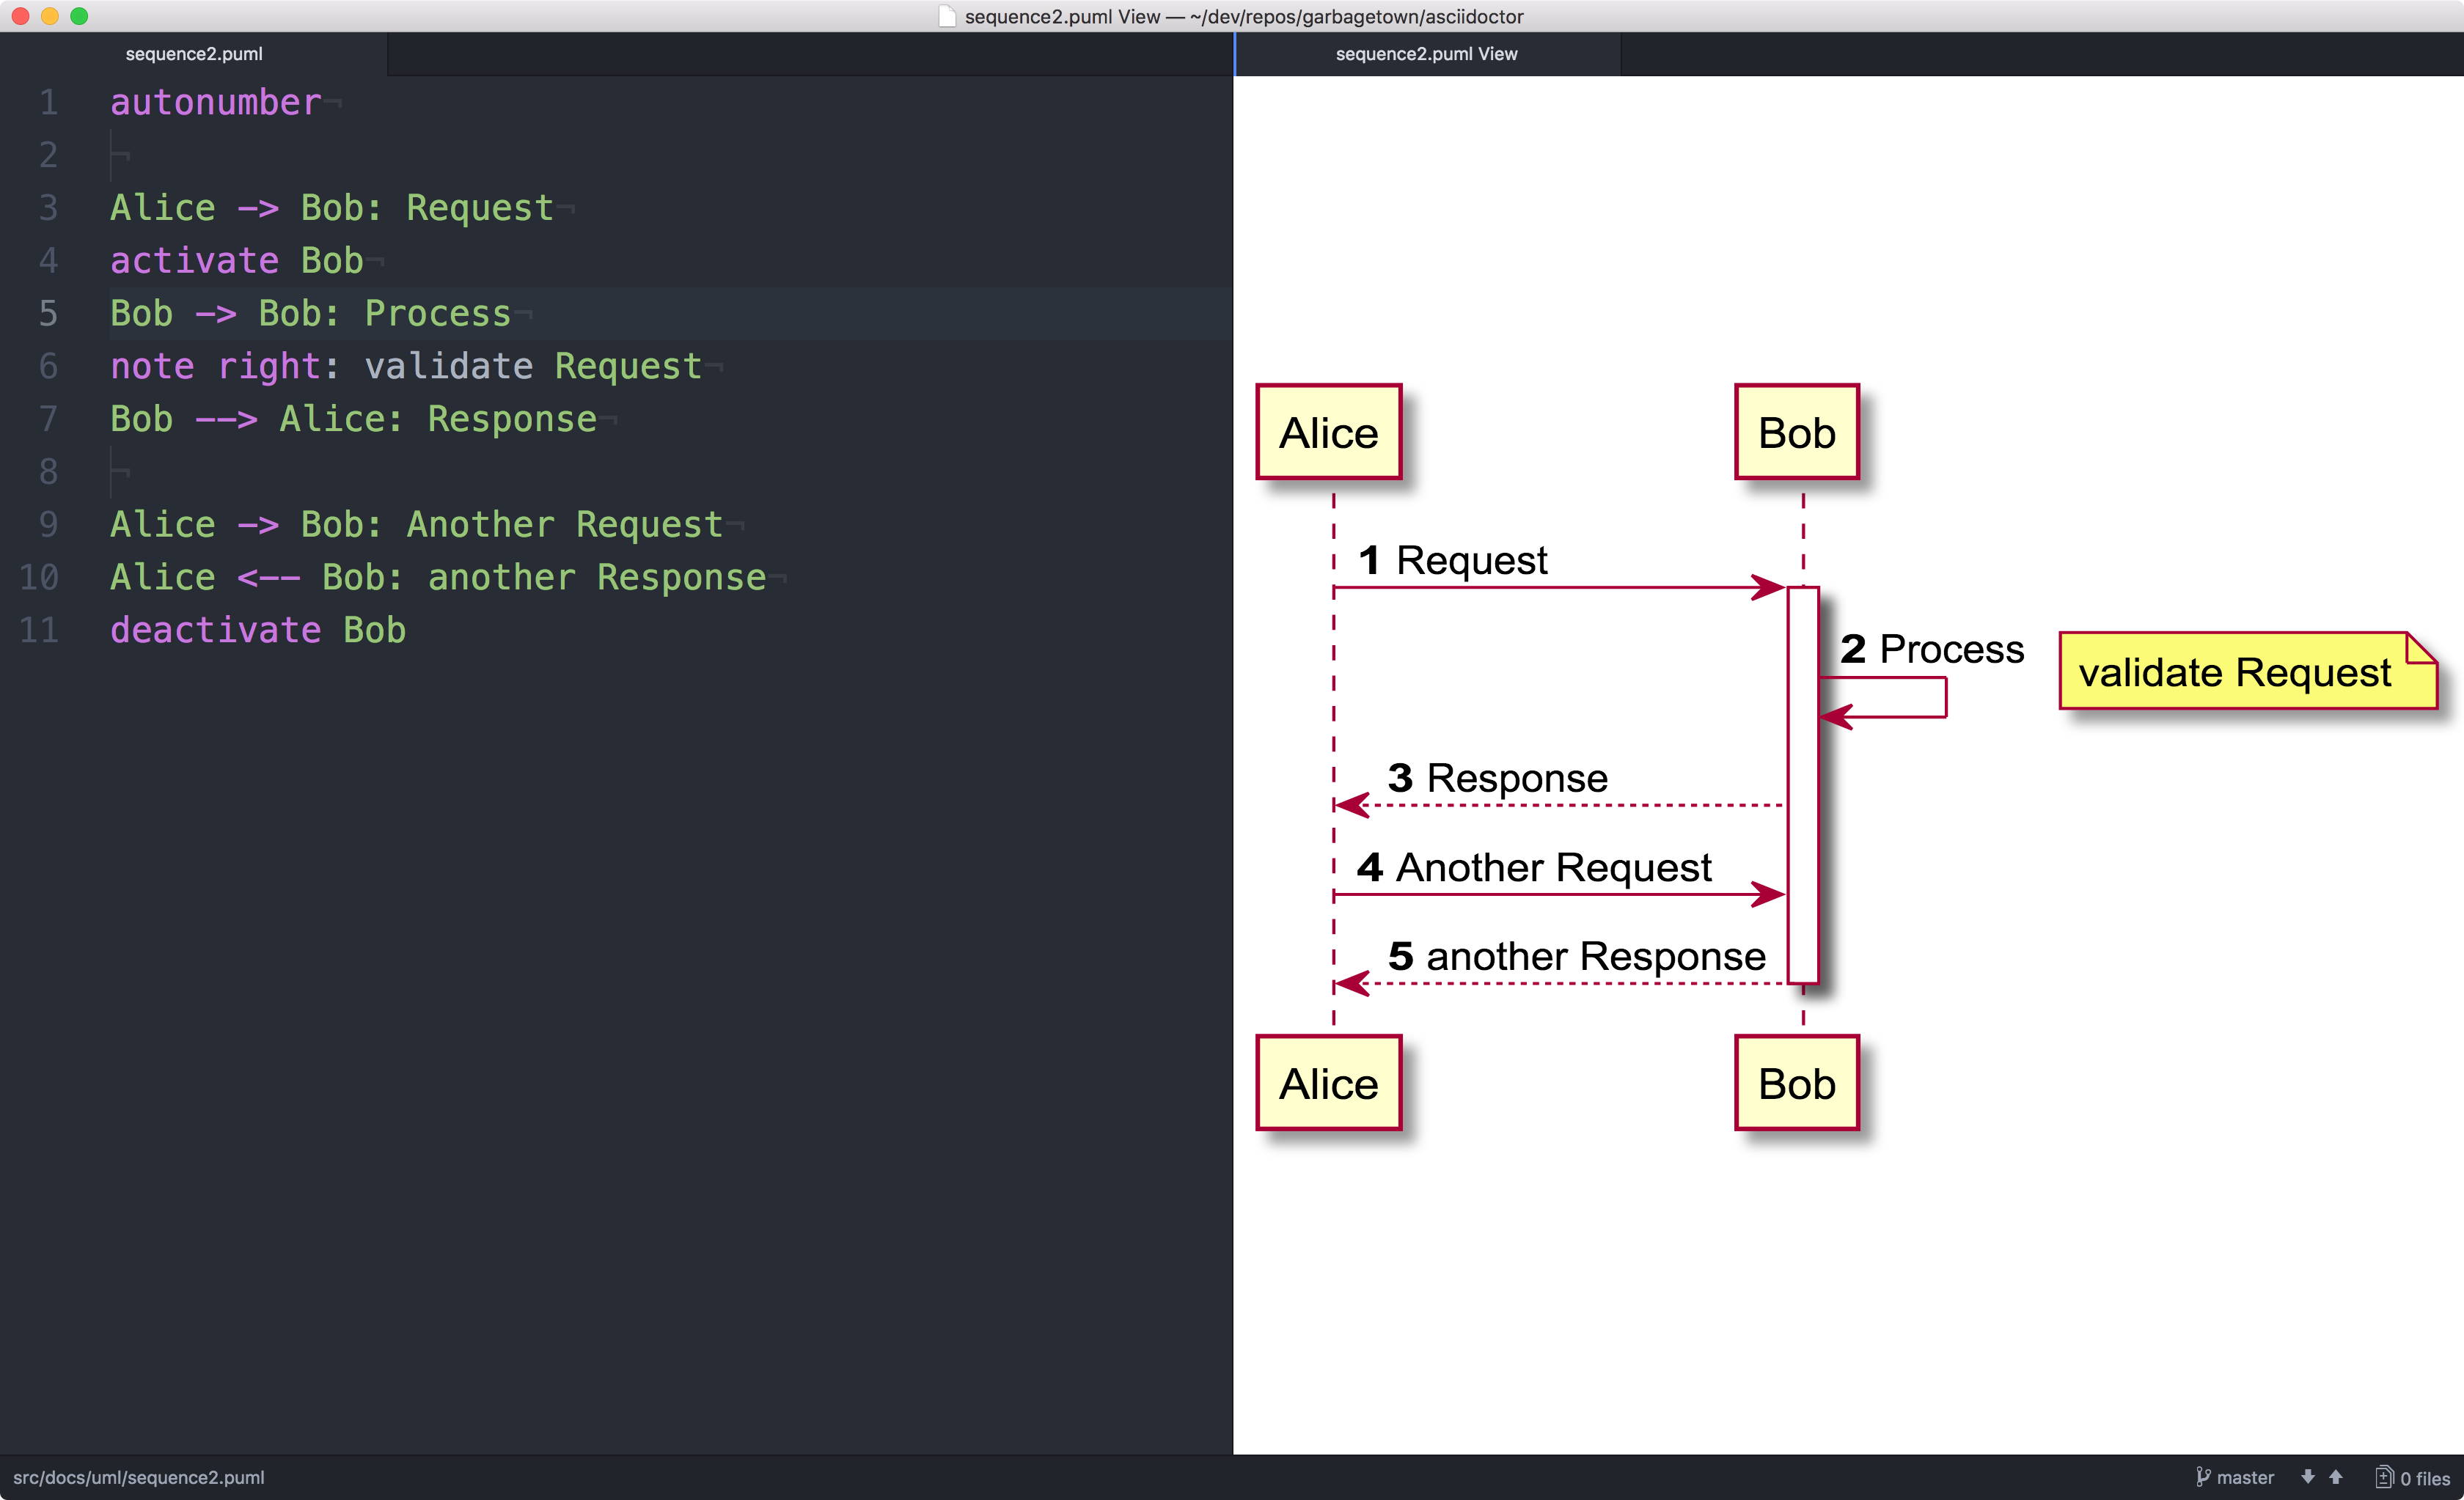 sequence2.puml View — ~/dev/repos/garbagetown/asciidoctor
sequence2.puml
sequence2.puml View
1 autonumber¬
2 ¬
3 Alice -> Bob: Request¬
4 activate Bob¬
5 Bob -> Bob: Process¬
6 note right: validate Request¬
7 Bob --> Alice: Response¬
8 ¬
9 Alice -> Bob: Another Request¬
10 Alice <-- Bob: another Response¬
11 deactivate Bob
Alice
Bob
1 Request
2 Process
validate Request
3 Response
4 Another Request
5 another Response
Alice
Bob
src/docs/uml/sequence2.puml
master
0 files